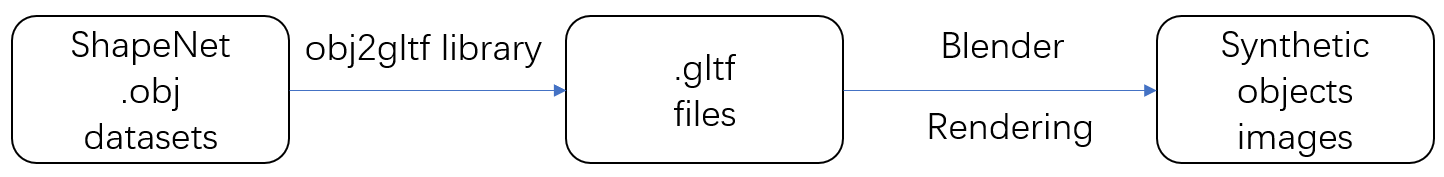 ShapeNet
.obj
datasets
obj2gltf library
.gltf
files
Blender
Rendering
Synthetic
objects
images